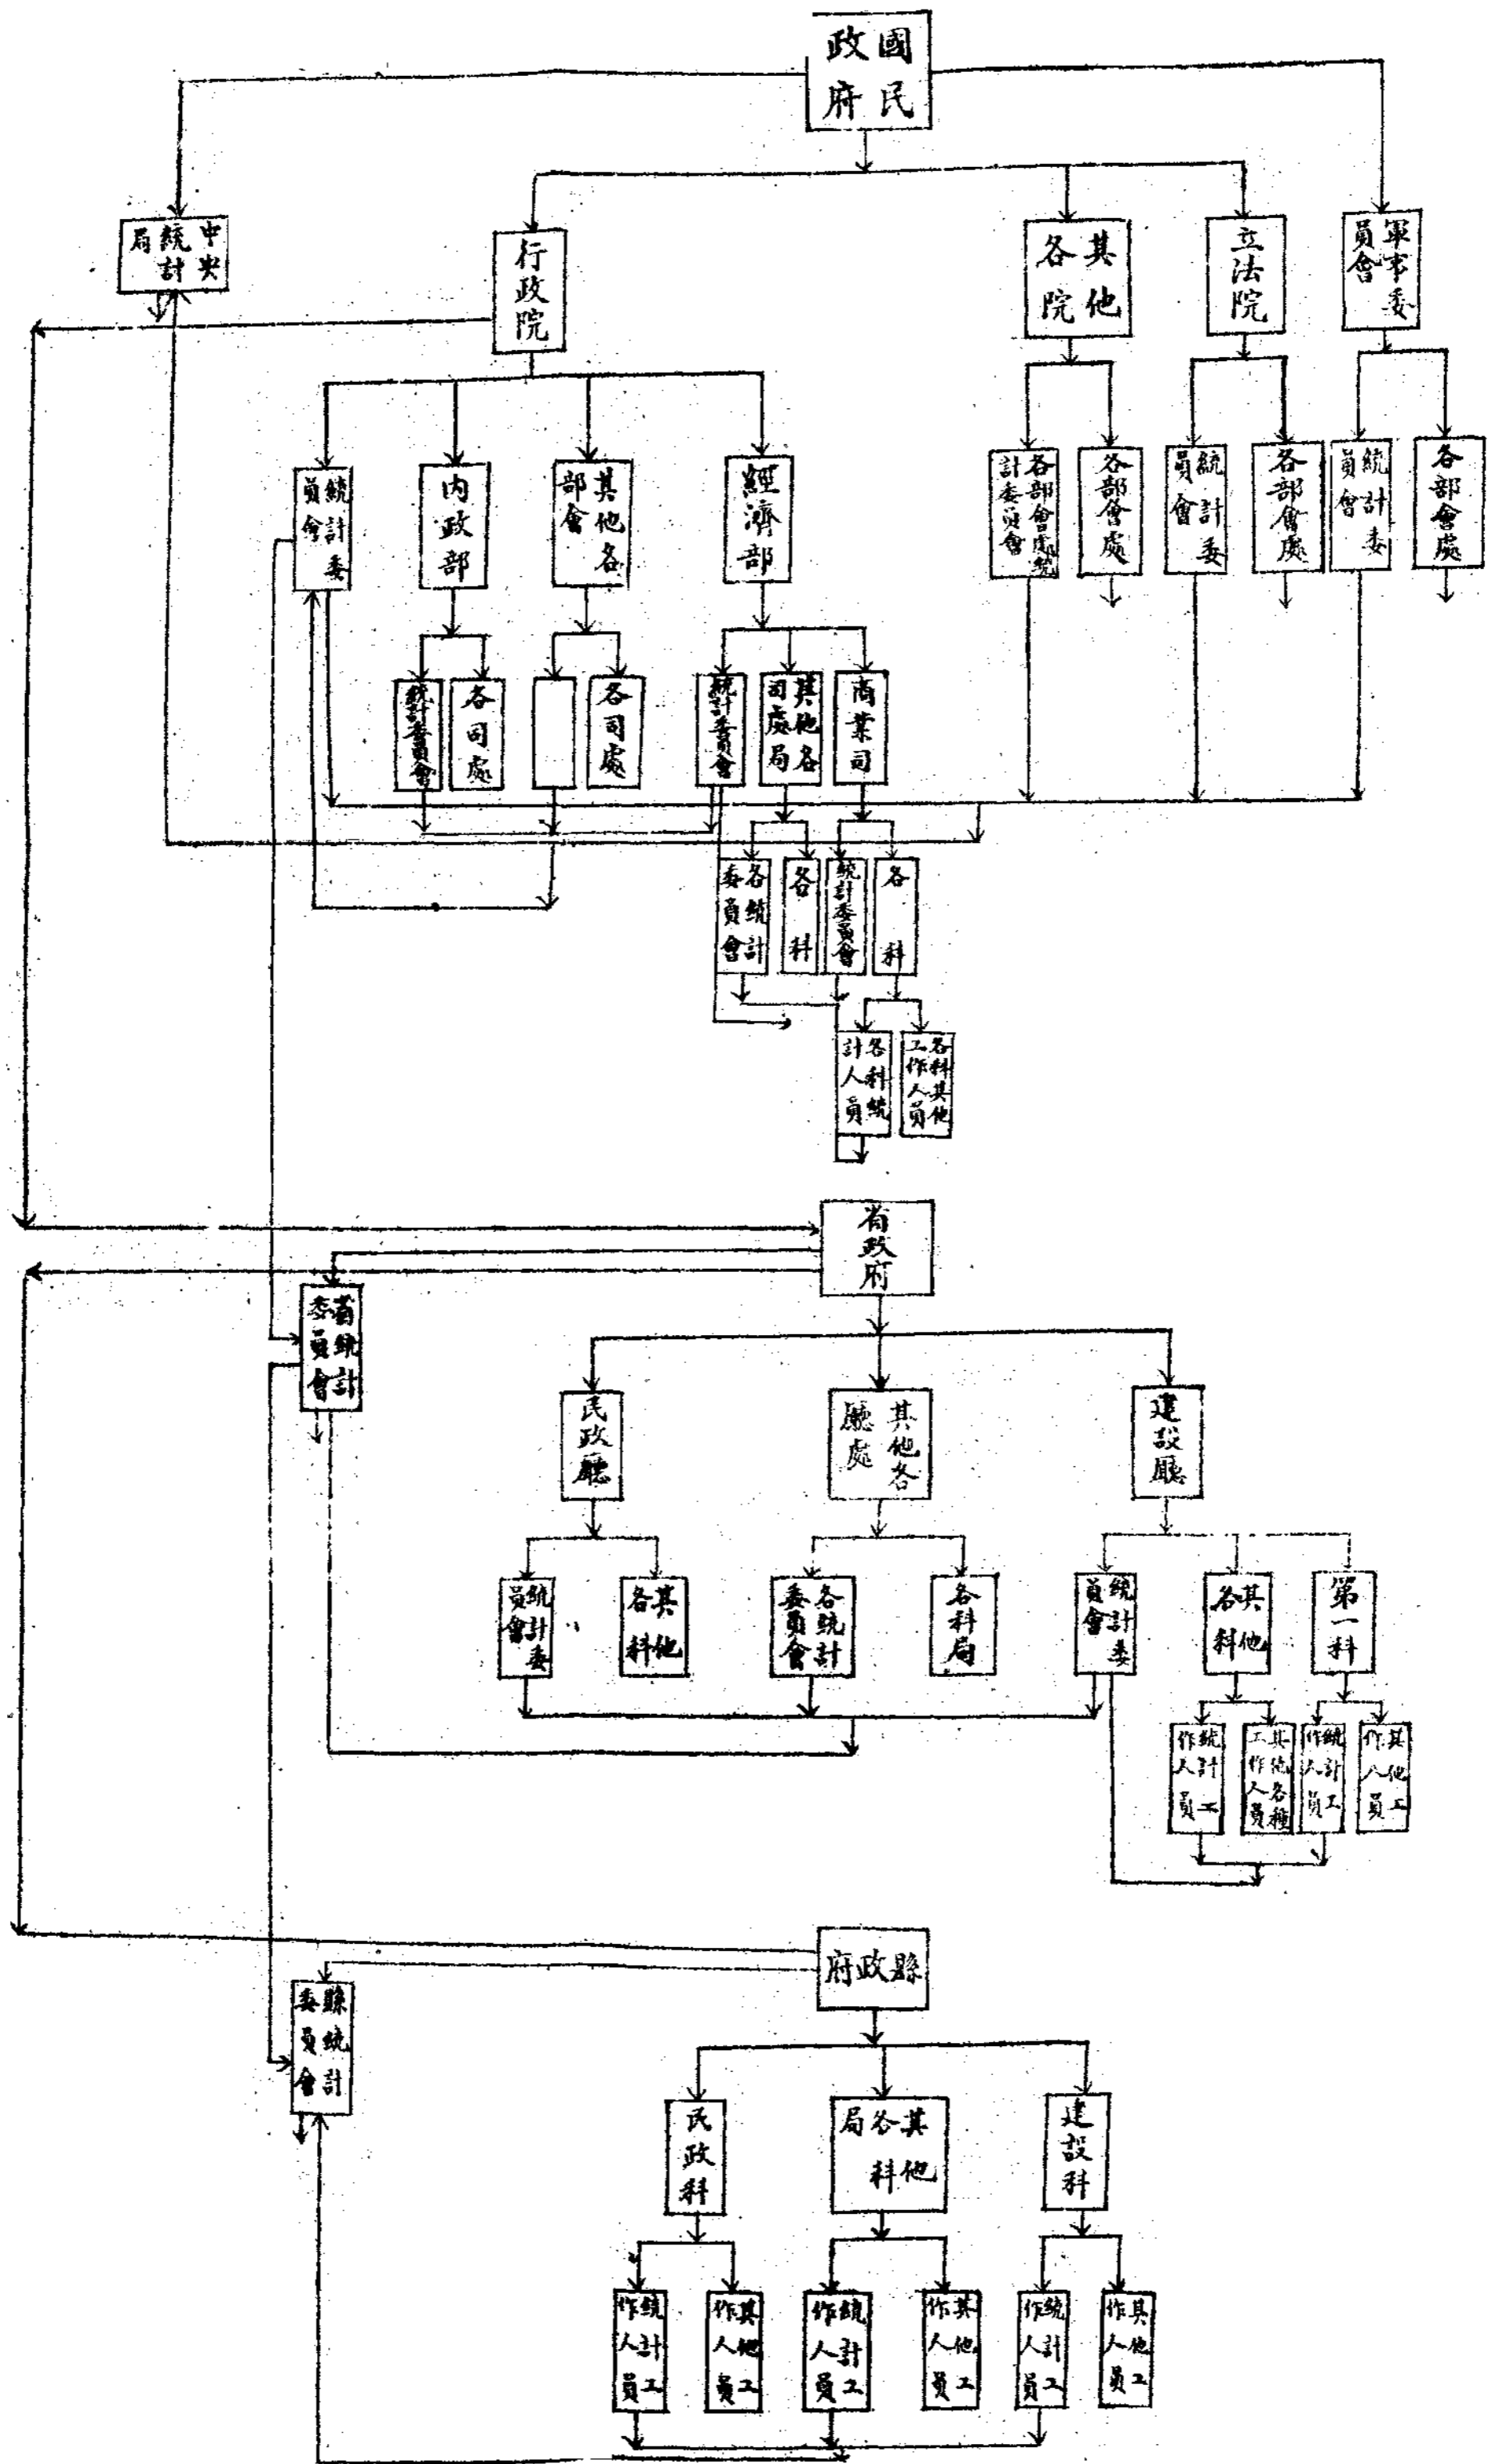 國民政府
軍事委員會
立法院
其他各院
行政院
中央統計局
各部會處
統計委員會
各部會處
統計委員會
各部會處
各部會處統計委員會
經濟部
其他各部會
內政部
統計委員會
商業司
其他各司處局
統計委員會
各司處
各司處
統計委員會
各科
統計委員會
各科
各統計委員會
各科其他工作人員
各科統計人員
省政府
省統計委員會
建設廳
其他各廳處
民政廳
第一科
其他各科
統計委員會
各科局
各統計委員會
其他各科
統計委員會
其他工作人員
統計工作人員
其他各種工作人員
統計工作人員
縣政府
縣統計委員會
建設科
其他各科局
民政科
其他工作人員
統計工作人員
其他工作人員
統計工作人員
其他工作人員
統計工作人員